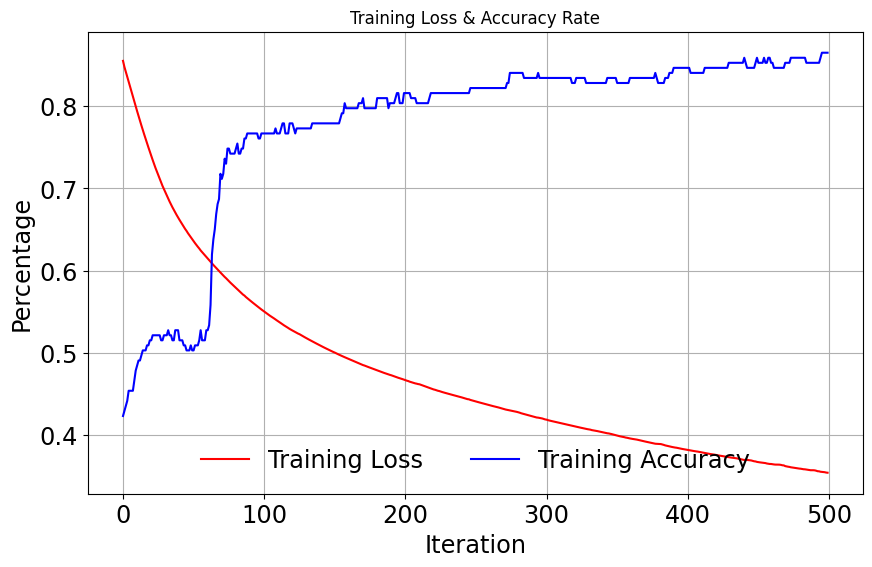 Training Loss & Accuracy Rate
Percentage
0.8
0.7
0.6
0.5
0.4
Training Loss Training Accuracy
0 100 200 300 400 500
Iteration